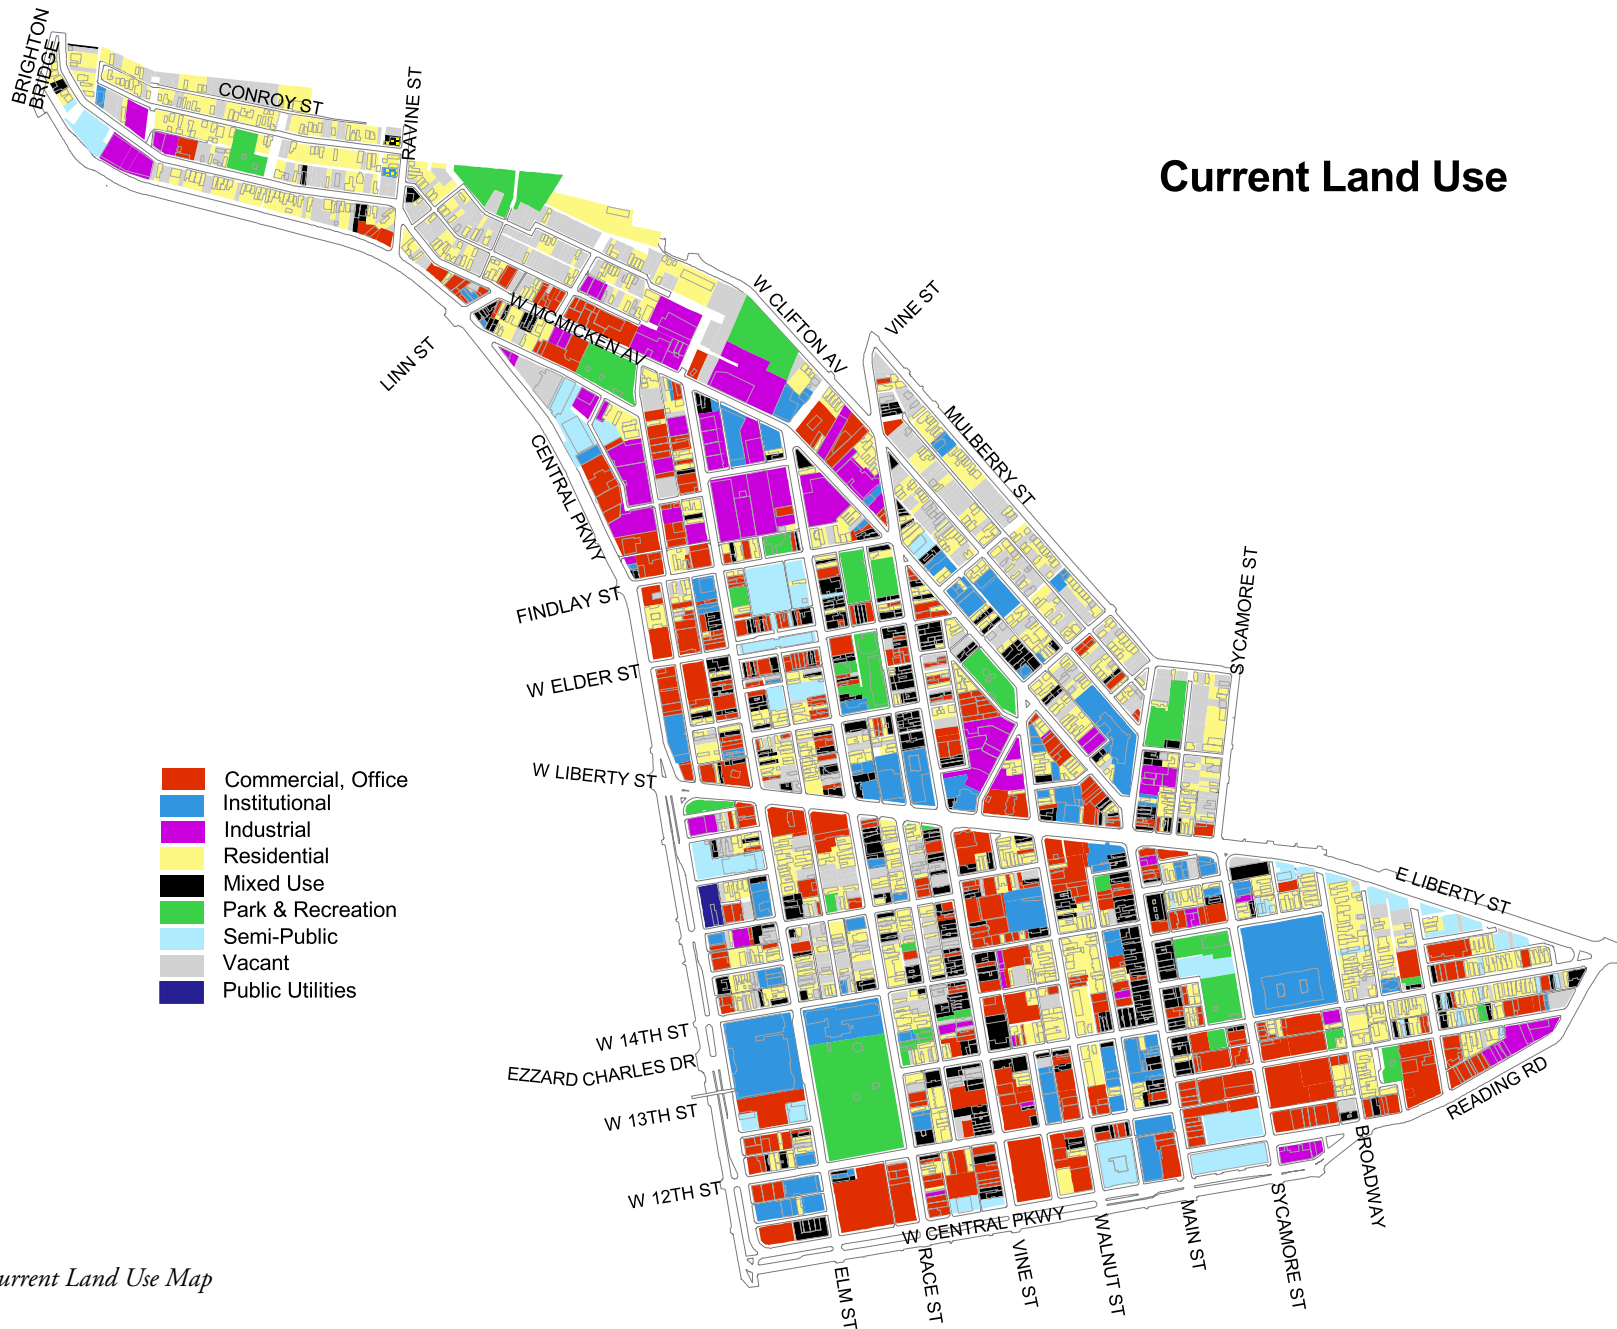 BRIGHTON
BRIDGE
CONROY ST
RAVINE ST
Current Land Use
W CLIFTON AV
VINE ST
W MCMICKEN AV
LINN ST
MULBERRY ST
CENTRAL PKWY
SYCAMORE ST
FINDLAY ST
W ELDER ST
W LIBERTY ST
Commercial, Office
Institutional
Industrial
Residential
Mixed Use
Park & Recreation
Semi-Public
Vacant
Public Utilities
E LIBERTY ST
W 14TH ST
EZZARD CHARLES DR
W 13TH ST
READING RD
BROADWAY
W 12TH ST
W CENTRAL PKWY
ELM ST
RACE ST
VINE ST
WALNUT ST
MAIN ST
SYCAMORE ST
urrent Land Use Map